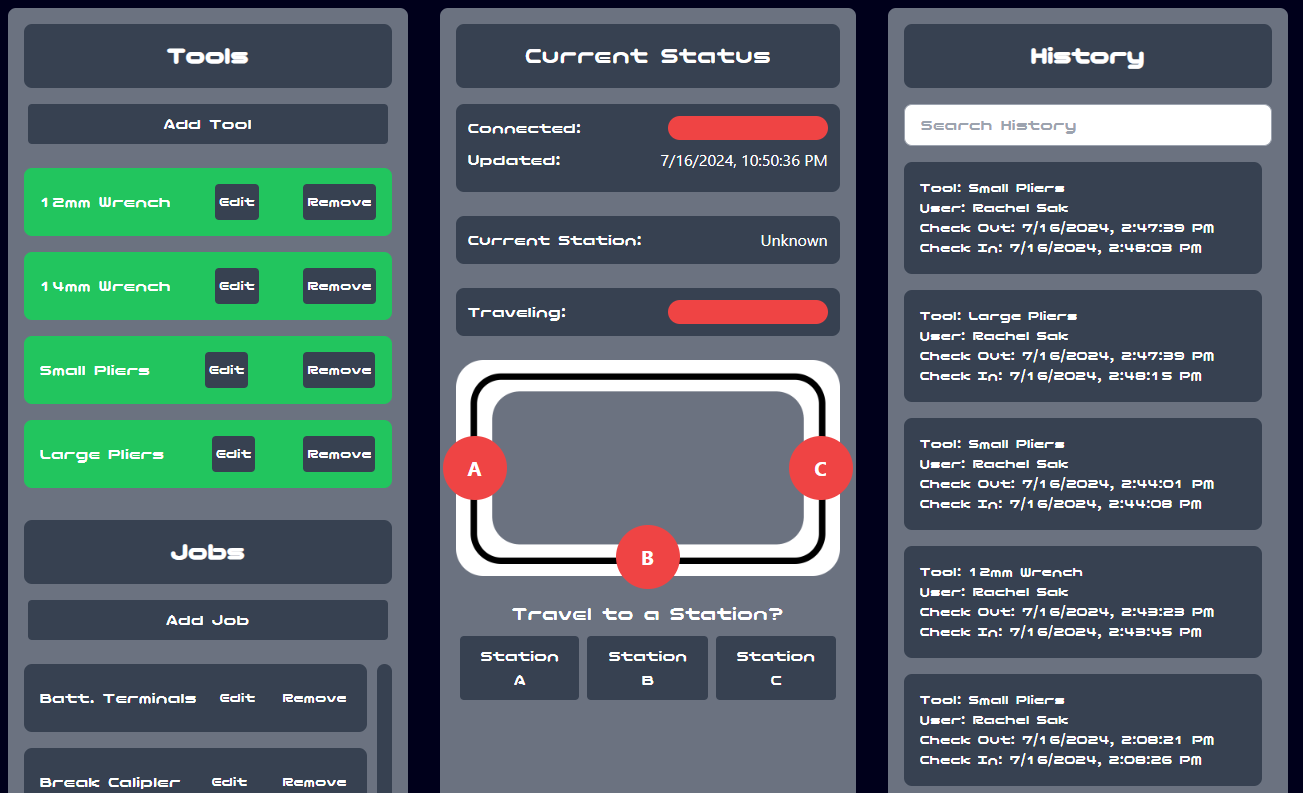 Tools
Add Tool
12mm Wrench Edit Remove
14mm Wrench Edit Remove
Small Pliers Edit Remove
Large Pliers Edit Remove
Jobs
Add Job
Batt. Terminals Edit Remove
Break Calipler Edit Remove
Current Status
Connected:
Updated: 7/16/2024, 10:50:36 PM
Current Station: Unknown
Traveling:
A
C
B
Travel to a Station?
Station
A
Station
B
Station
C
History
Search History
Tool: Small Pliers
User: Rachel Sak
Check Out: 7/16/2024, 2:47:39 PM
Check In: 7/16/2024, 2:48:03 PM
Tool: Large Pliers
User: Rachel Sak
Check Out: 7/16/2024, 2:47:39 PM
Check In: 7/16/2024, 2:48:15 PM
Tool: Small Pliers
User: Rachel Sak
Check Out: 7/16/2024, 2:44:01 PM
Check In: 7/16/2024, 2:44:08 PM
Tool: 12mm Wrench
User: Rachel Sak
Check Out: 7/16/2024, 2:43:23 PM
Check In: 7/16/2024, 2:43:45 PM
Tool: Small Pliers
User: Rachel Sak
Check Out: 7/16/2024, 2:08:21 PM
Check In: 7/16/2024, 2:08:26 PM